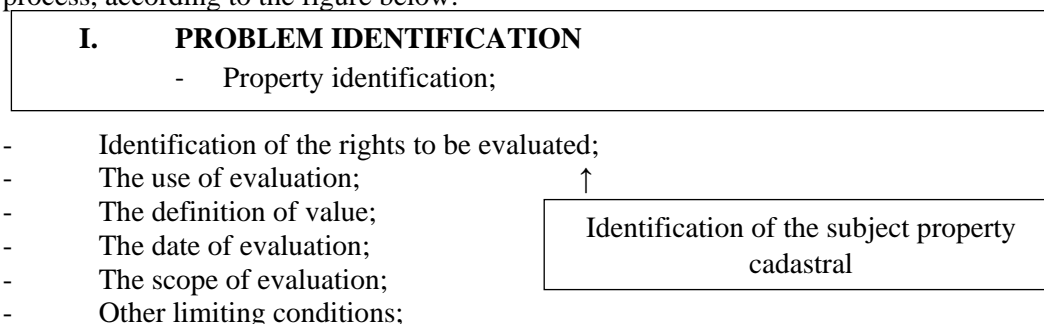 process, according to the figure below:
I. PROBLEM IDENTIFICATION
- Property identification;
- Identification of the rights to be evaluated;
- The use of evaluation;
↑
- The definition of value;
- The date of evaluation;
- The scope of evaluation;
- Other limiting conditions;
Identification of the subject property
cadastral